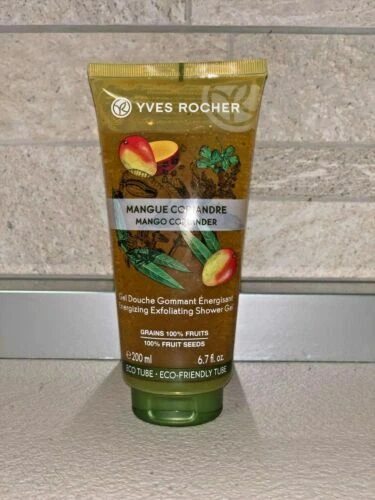 YVES ROCHER
MANGUE CORIANDRE
MANGO CORIANDER
Gel Douche Gommant Énergisant
Energizing Exfoliating Shower Gel
GRAINS 100% FRUITS
100% FRUIT SEEDS
e 200 ml 6.7 fl. oz.
ECO TUBE • ECO-FRIENDLY TUBE